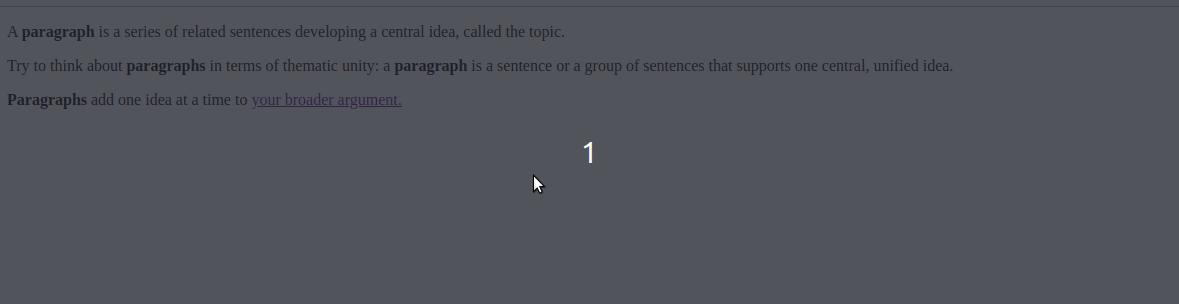 A paragraph is a series of related sentences developing a central idea, called the topic.
Try to think about paragraphs in terms of thematic unity: a paragraph is a sentence or a group of sentences that supports one central, unified idea.
Paragraphs add one idea at a time to your broader argument.
1